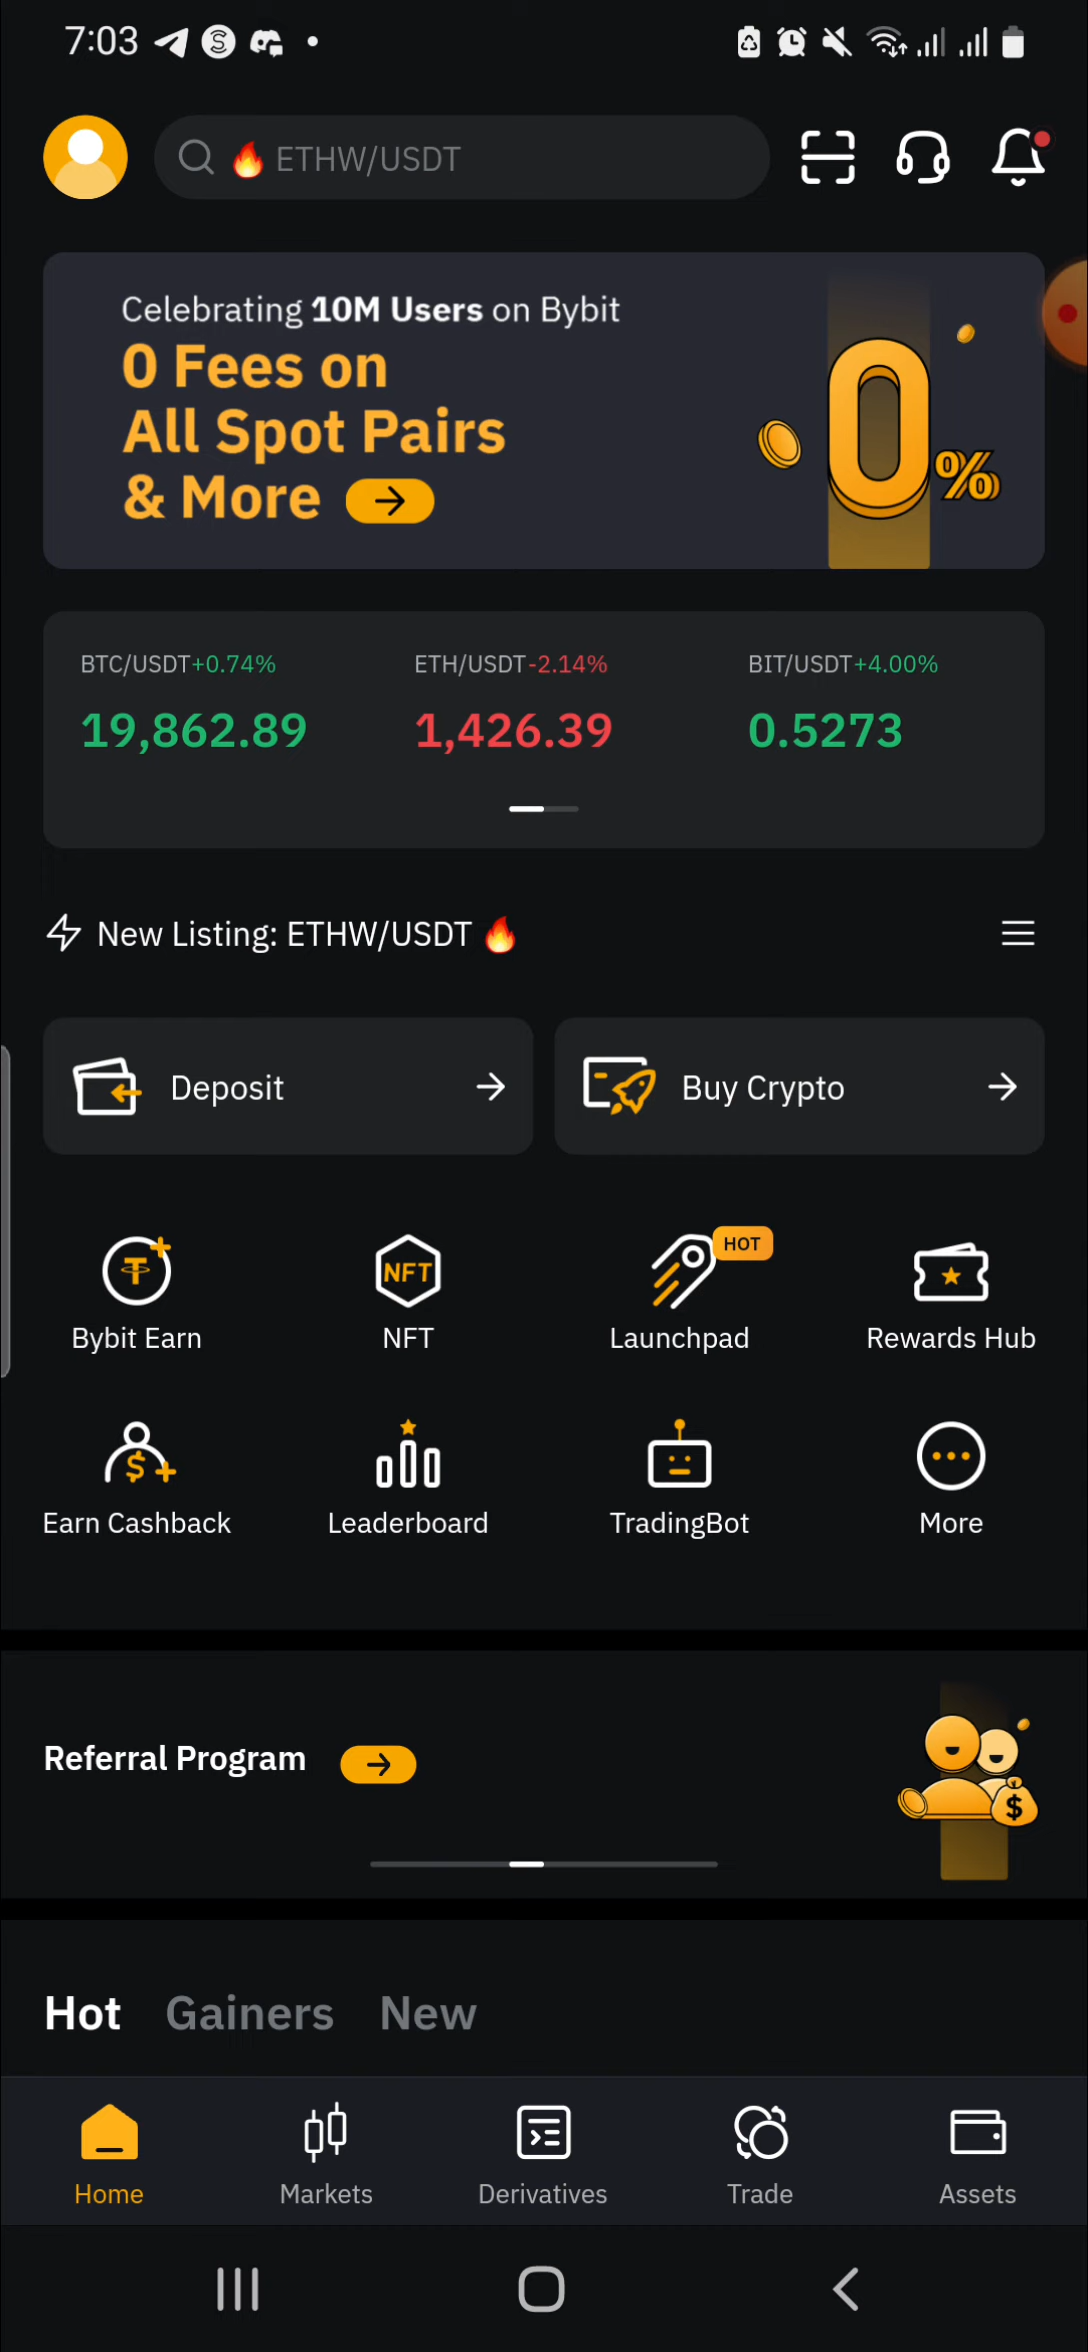 7:03
ETHW/USDT
Celebrating 10M Users on Bybit
0 Fees on
All Spot Pairs
& More
0%
BTC/USDT+0.74%
ETH/USDT-2.14%
BIT/USDT+4.00%
19,862.89
1,426.39
0.5273
New Listing: ETHW/USDT
Deposit
Buy Crypto
NFT
HOT
Bybit Earn
NFT
Launchpad
Rewards Hub
Earn Cashback
Leaderboard
TradingBot
More
Referral Program
$
Hot
Gainers
New
Home
Markets
Derivatives
Trade
Assets